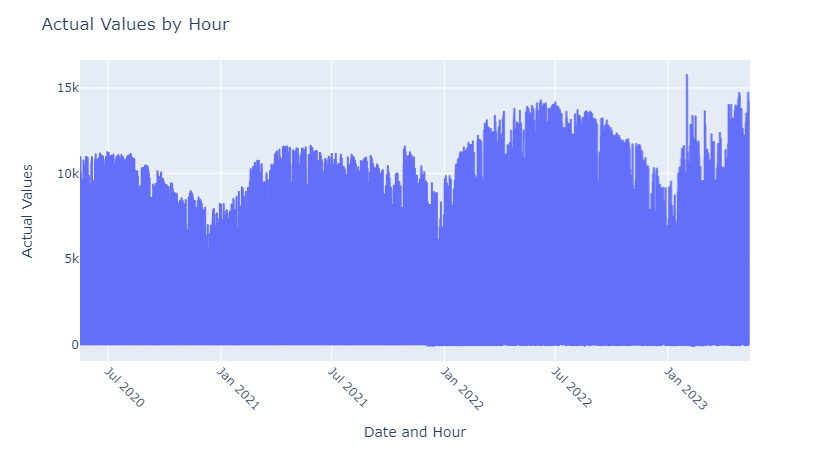 Actual Values by Hour
15k
10k
5k
0
Actual Values
Jul 2020
Jan 2021
Jul 2021
Jan 2022
Jul 2022
Jan 2023
Date and Hour